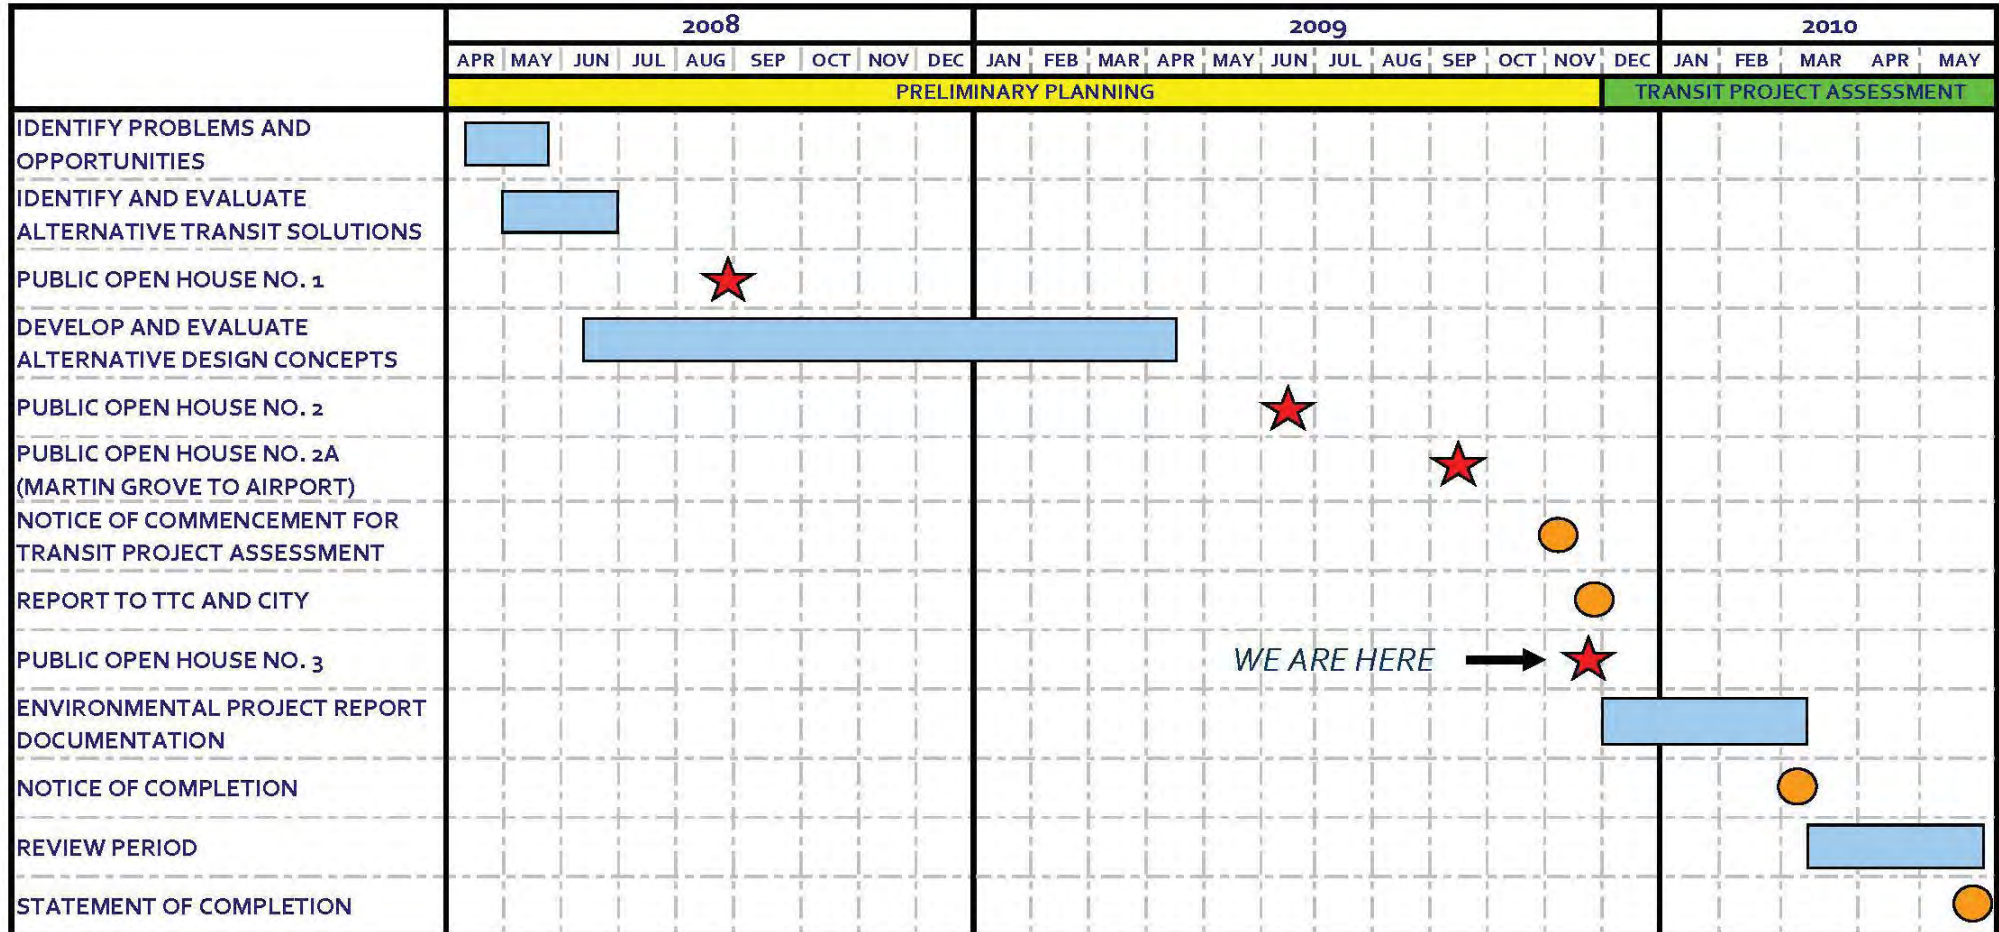 2008 2009 2010
APR MAY JUN JUL AUG SEP OCT NOV DEC JAN FEB MAR APR MAY JUN JUL AUG SEP OCT NOV DEC JAN FEB MAR APR MAY
PRELIMINARY PLANNING TRANSIT PROJECT ASSESSMENT
IDENTIFY PROBLEMS AND
OPPORTUNITIES
IDENTIFY AND EVALUATE
ALTERNATIVE TRANSIT SOLUTIONS
PUBLIC OPEN HOUSE NO. 1
DEVELOP AND EVALUATE
ALTERNATIVE DESIGN CONCEPTS
PUBLIC OPEN HOUSE NO. 2
PUBLIC OPEN HOUSE NO. 2A
(MARTIN GROVE TO AIRPORT)
NOTICE OF COMMENCEMENT FOR
TRANSIT PROJECT ASSESSMENT
REPORT TO TTC AND CITY
PUBLIC OPEN HOUSE NO. 3 WE ARE HERE
ENVIRONMENTAL PROJECT REPORT
DOCUMENTATION
NOTICE OF COMPLETION
REVIEW PERIOD
STATEMENT OF COMPLETION